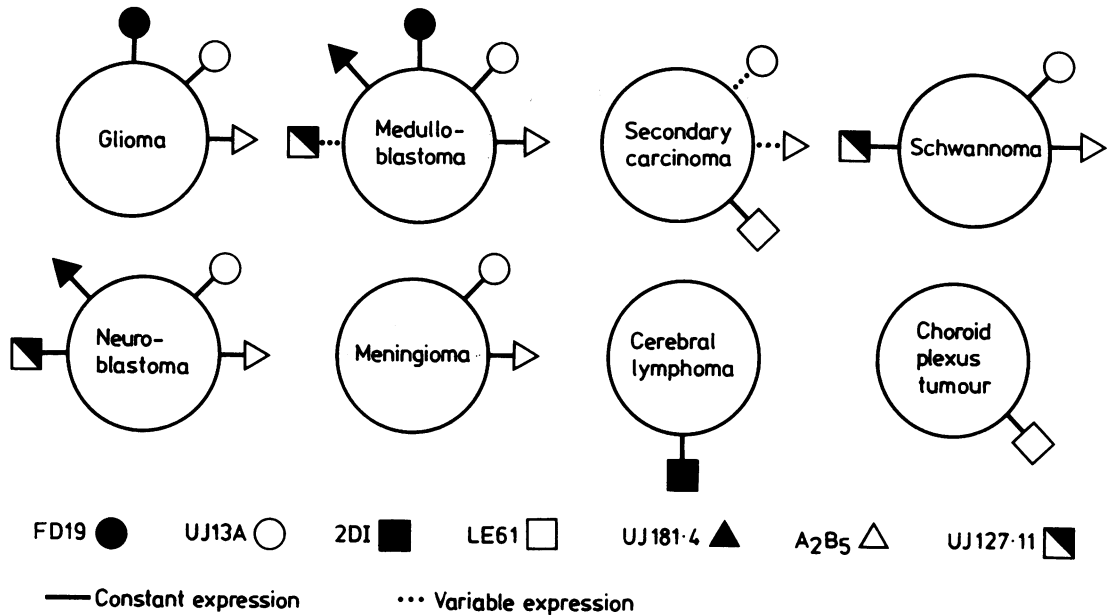 Glioma
Medullo-
blastoma
Secondary
carcinoma
Schwannoma
Neuro-
blastoma
Meningioma
Cerebral
lymphoma
Choroid
plexus
tumour
FD19
UJ13A
2DI
LE61
UJ181·4
A₂B₅
UJ127·11
Constant expression
Variable expression